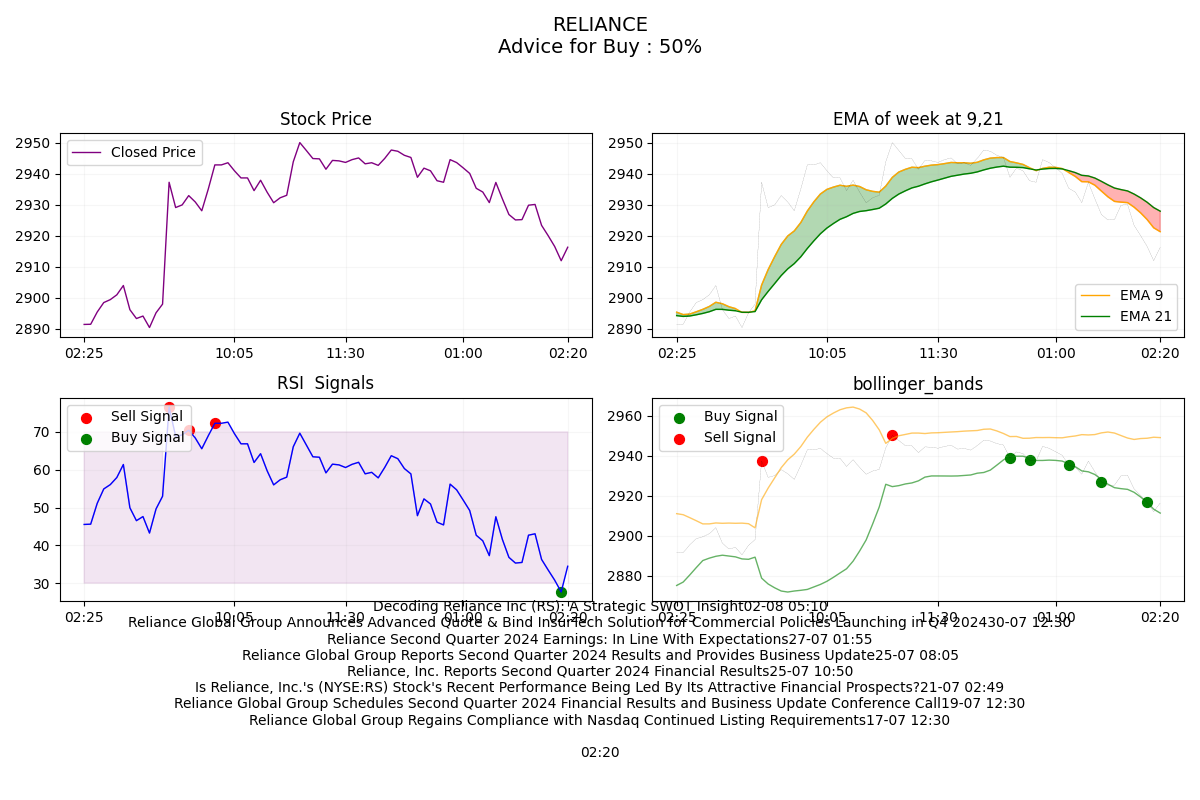 RELIANCE
Advice for Buy : 50%
Stock Price
2950
2940
2930
2920
2910
2900
2890
Closed Price
02:25
10:05
11:30
01:00
02:20
EMA of week at 9,21
2950
2940
2930
2920
2910
2900
2890
EMA 9
EMA 21
02:25
10:05
11:30
01:00
02:20
RSI  Signals
70
60
50
40
30
Sell Signal
Buy Signal
02:25
10:05
11:30
01:00
02:20
bollinger_bands
2960
2940
2920
2900
2880
Buy Signal
Sell Signal
02:25
10:05
11:30
01:00
02:20
Decoding Reliance Inc (RS): A Strategic SWOT Insight02-08 05:10
Reliance Global Group Announces Advanced Quote & Bind InsurTech Solution for Commercial Policies Launching in Q4 202430-07 12:30
Reliance Second Quarter 2024 Earnings: In Line With Expectations27-07 01:55
Reliance Global Group Reports Second Quarter 2024 Results and Provides Business Update25-07 08:05
Reliance, Inc. Reports Second Quarter 2024 Financial Results25-07 10:50
Is Reliance, Inc.'s (NYSE:RS) Stock's Recent Performance Being Led By Its Attractive Financial Prospects?21-07 02:49
Reliance Global Group Schedules Second Quarter 2024 Financial Results and Business Update Conference Call19-07 12:30
Reliance Global Group Regains Compliance with Nasdaq Continued Listing Requirements17-07 12:30
02:20